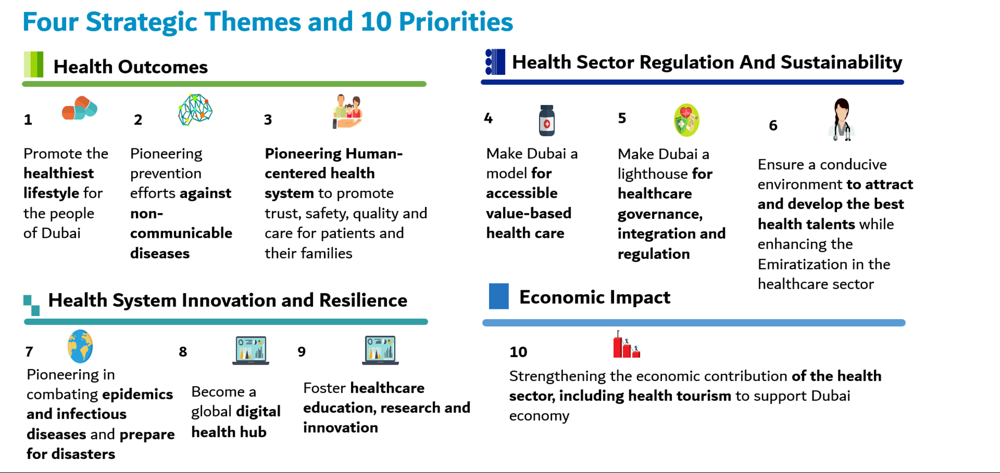 Four Strategic Themes and 10 Priorities
Health Outcomes
1
Promote the
healthiest
lifestyle for
the people
of Dubai
2
Pioneering
prevention
efforts against
non-
communicable
diseases
3
Pioneering Human-
centered health
system to promote
trust, safety, quality and
care for patients and
their families
Health Sector Regulation And Sustainability
4
Make Dubai a
model for
accessible
value-based
health care
5
Make Dubai a
lighthouse for
healthcare
governance,
integration and
regulation
6
Ensure a conducive
environment to attract
and develop the best
health talents while
enhancing the
Emiratization in the
healthcare sector
Health System Innovation and Resilience
7
Pioneering in
combating epidemics
and infectious
diseases and prepare
for disasters
8
Become a
global digital
health hub
9
Foster healthcare
education, research and
innovation
Economic Impact
10
Strengthening the economic contribution of the health
sector, including health tourism to support Dubai
economy